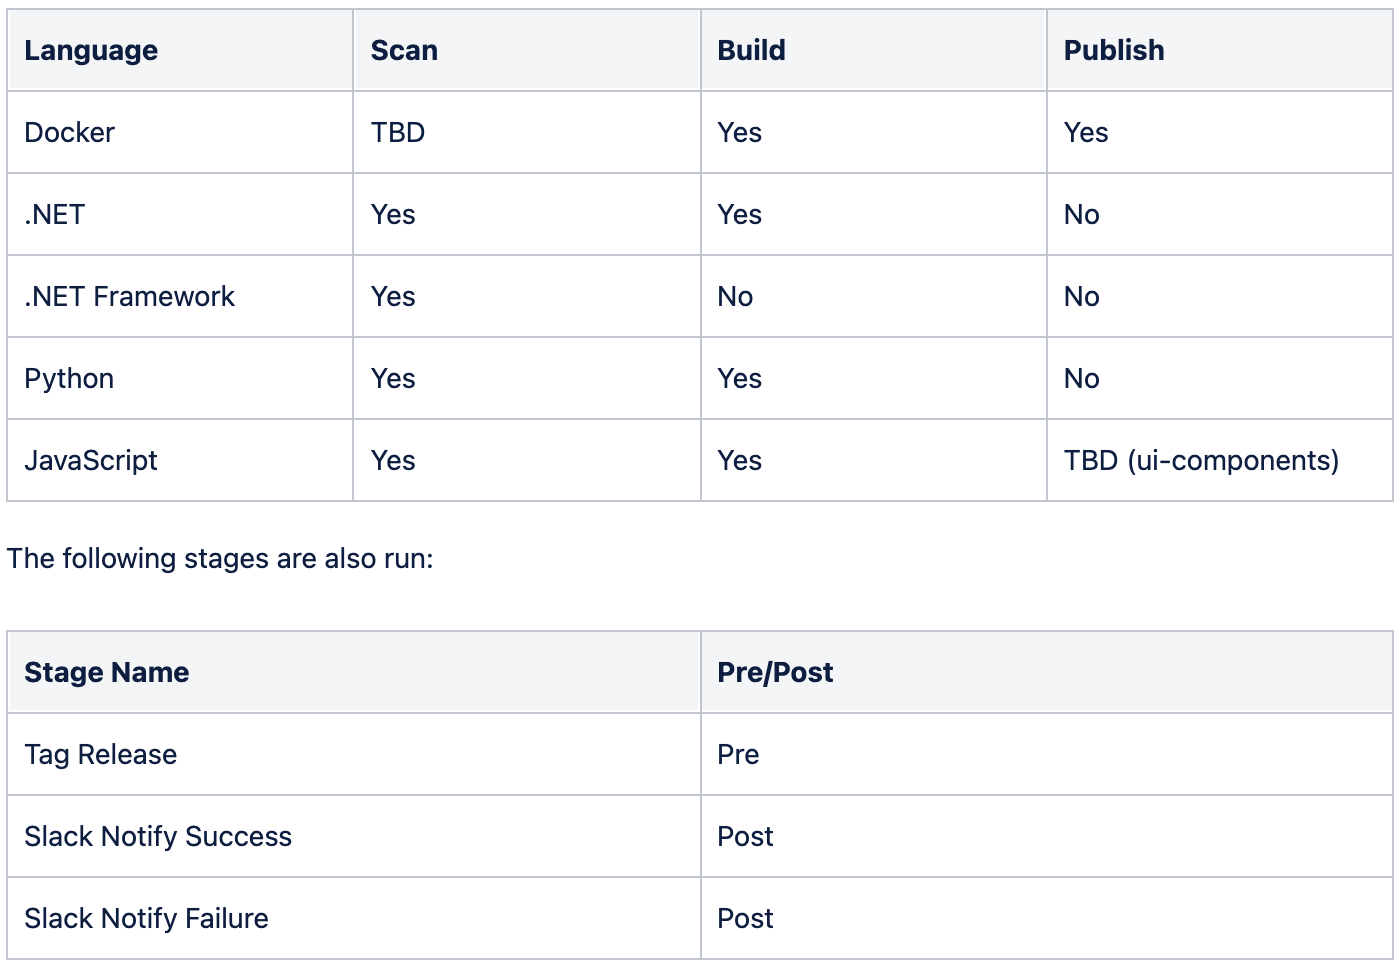 Language Scan Build Publish
Docker TBD Yes Yes
.NET Yes Yes No
.NET Framework Yes No No
Python Yes Yes No
JavaScript Yes Yes TBD (ui-components)
The following stages are also run:
Stage Name Pre/Post
Tag Release Pre
Slack Notify Success Post
Slack Notify Failure Post